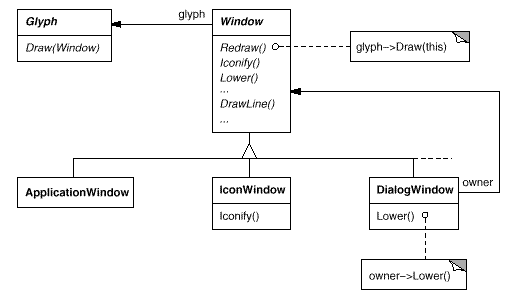 Glyph
Draw(Window)
glyph
Window
Redraw()
Iconify()
Lower()
...
DrawLine()
...
glyph->Draw(this)
ApplicationWindow
IconWindow
Iconify()
DialogWindow
Lower()
owner
owner->Lower()